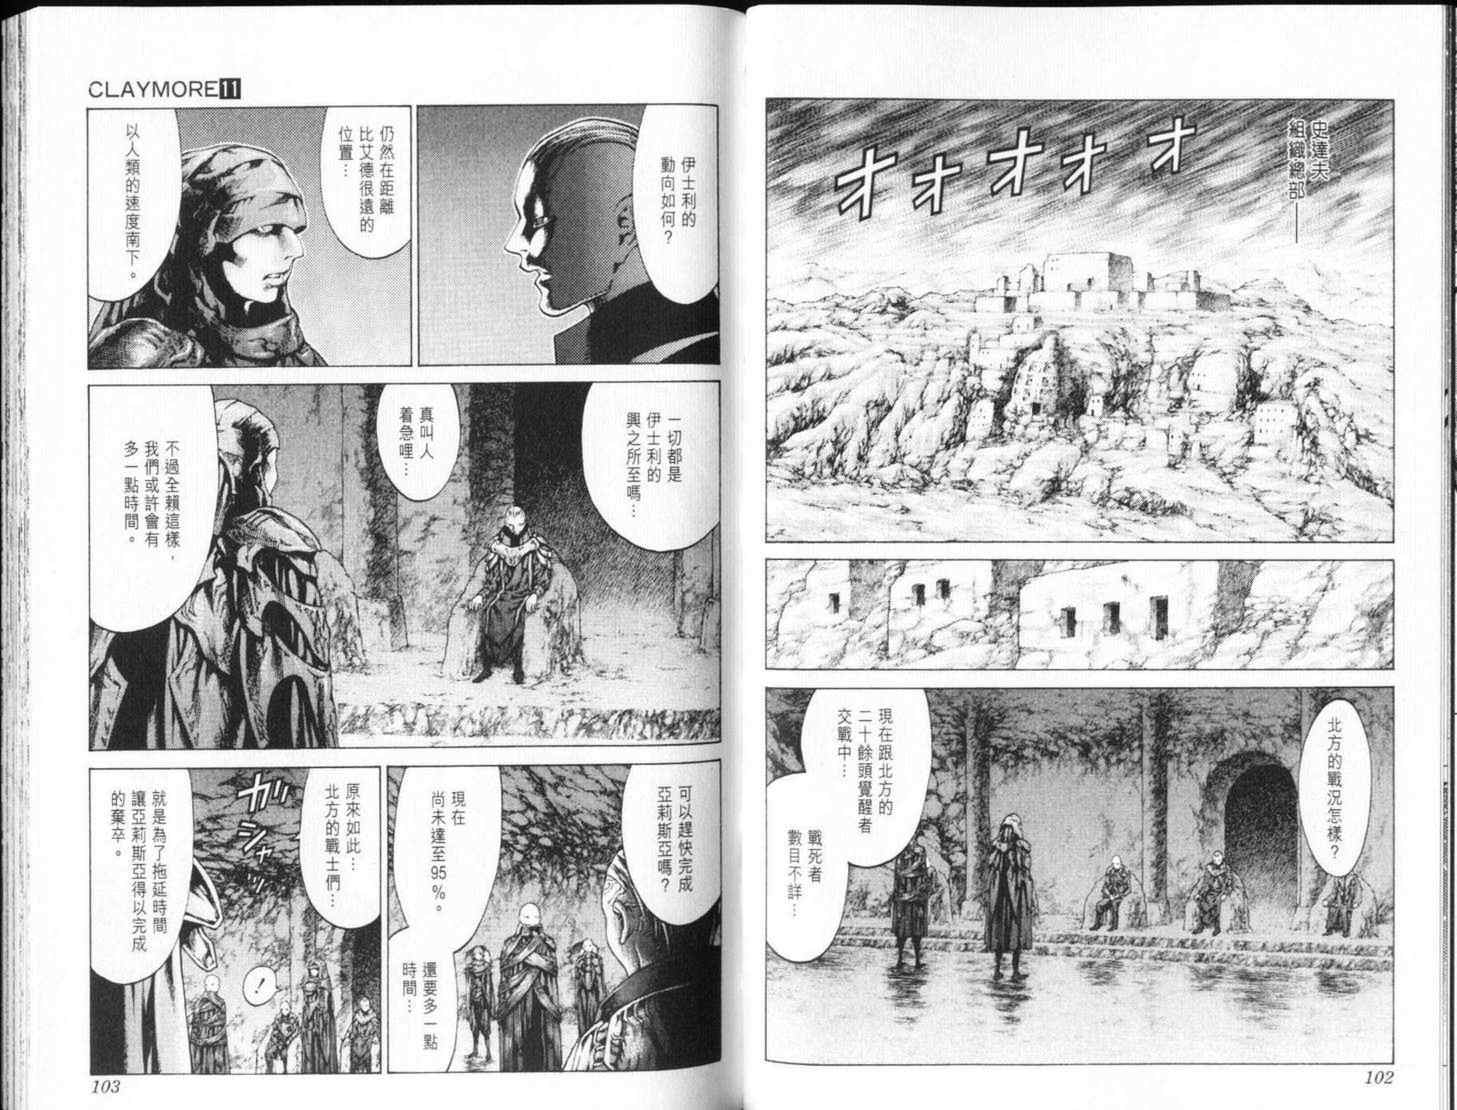 史達夫
組織總部——
オオオオオ
北方的戰況怎樣？
現在跟北方的
二十餘頭覺醒者
交戰中…
戰死者
數目不詳…
102
CLAYMORE 11
伊士利的
動向如何？
仍然在距離
比艾德很遠的
位置…
以人類的速度南下。
一切都是
伊士利的
興之所至嗎…
真叫人
着急哩…
不過全賴這樣，
我們或許會有
多一點時間。
可以趕快完成
亞莉斯亞嗎？
現在
尚未達至95%。
還要多一點
時間…
原來如此…
北方的戰士們…
ガシャッ
！
就是為了拖延時間
讓亞莉斯亞得以完成
的棄卒。
103